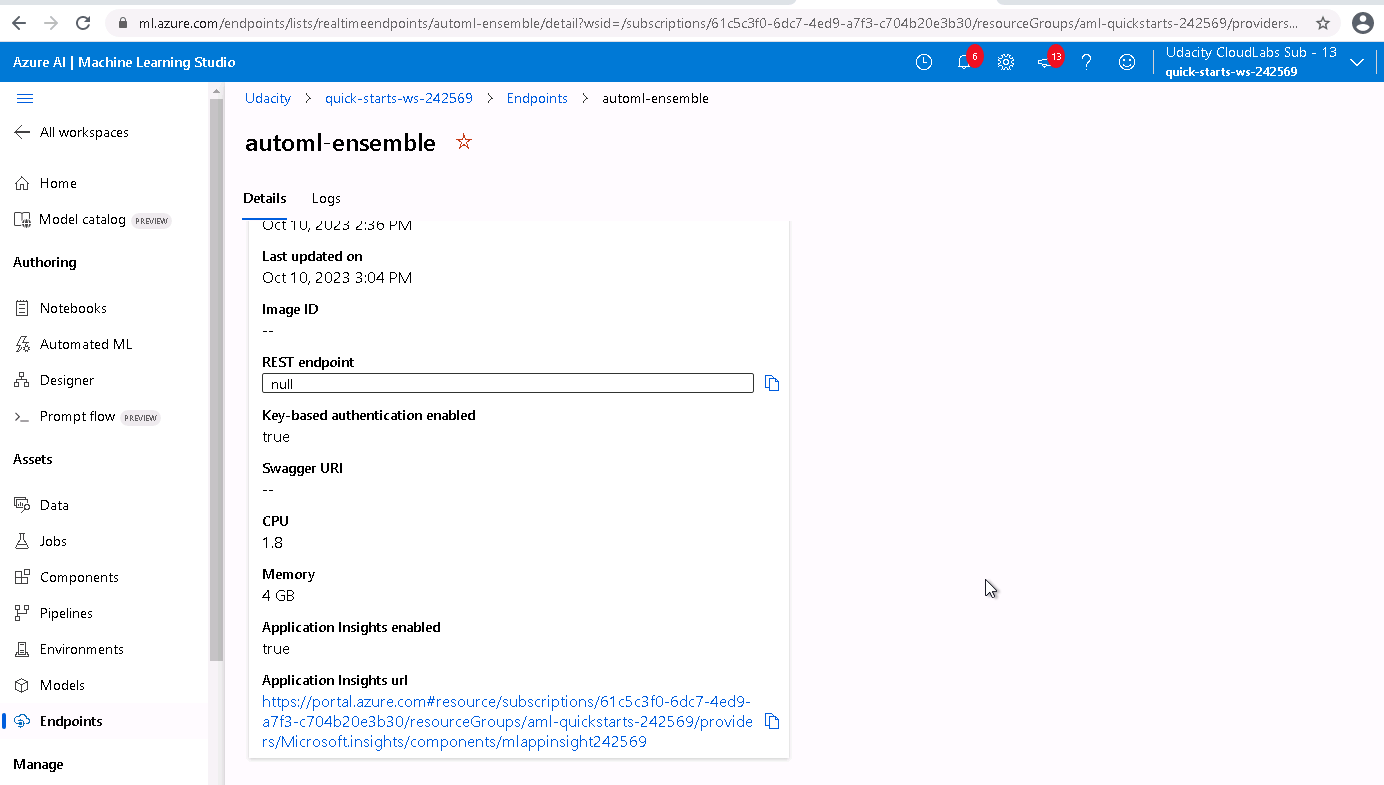 ml.azure.com/endpoints/lists/realtimeendpoints/automl-ensemble/detail?wsid=/subscriptions/61c5c3f0-6dc7-4ed9-a7f3-c704b20e3b30/resourceGroups/aml-quickstarts-242569/providers...
Azure AI | Machine Learning Studio
6
13
?
Udacity CloudLabs Sub - 13
quick-starts-ws-242569
All workspaces
Home
Model catalog PREVIEW
Authoring
Notebooks
Automated ML
Designer
Prompt flow PREVIEW
Assets
Data
Jobs
Components
Pipelines
Environments
Models
Endpoints
Manage
Udacity > quick-starts-ws-242569 > Endpoints > automl-ensemble
automl-ensemble
Details Logs
Oct 10, 2023 2:36 PM
Last updated on
Oct 10, 2023 3:04 PM
Image ID
--
REST endpoint
null
Key-based authentication enabled
true
Swagger URI
--
CPU
1.8
Memory
4 GB
Application Insights enabled
true
Application Insights url
https://portal.azure.com#resource/subscriptions/61c5c3f0-6dc7-4ed9-
a7f3-c704b20e3b30/resourceGroups/aml-quickstarts-242569/provide
rs/Microsoft.insights/components/mlappinsight242569